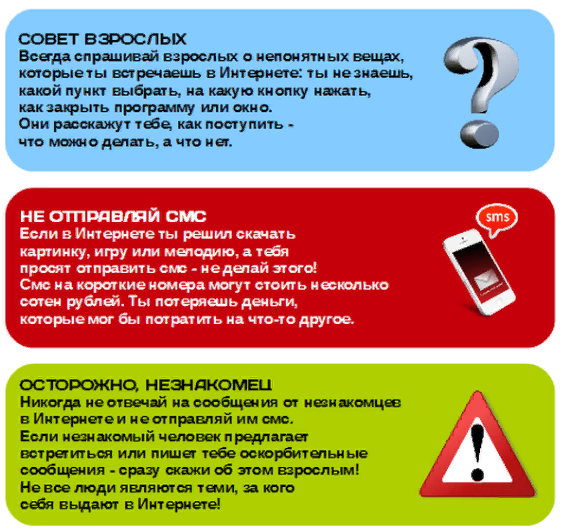 СОВЕТ ВЗРОСЛЫХ
Всегда спрашивай взрослых о непонятных вещах,
которые ты встречаешь в Интернете: ты не знаешь,
какой пункт выбрать, на какую кнопку нажать,
как закрыть программу или окно.
Они расскажут тебе, как поступить -
что можно делать, а что нет.
НЕ ОТПРАВЛЯЙ СМС
sms
Если в Интернете ты решил скачать
картинку, игру или мелодию, а тебя
просят отправить смс - не делай этого!
Смс на короткие номера могут стоить несколько
сотен рублей. Ты потеряешь деньги,
которые мог бы потратить на что-то другое.
ОСТОРОЖНО, НЕЗНАКОМЕЦ
Никогда не отвечай на сообщения от незнакомцев
в Интернете и не отправляй им смс.
Если незнакомый человек предлагает
встретиться или пишет тебе оскорбительные
сообщения - сразу скажи об этом взрослым!
Не все люди являются теми, за кого
себя выдают в Интернете!